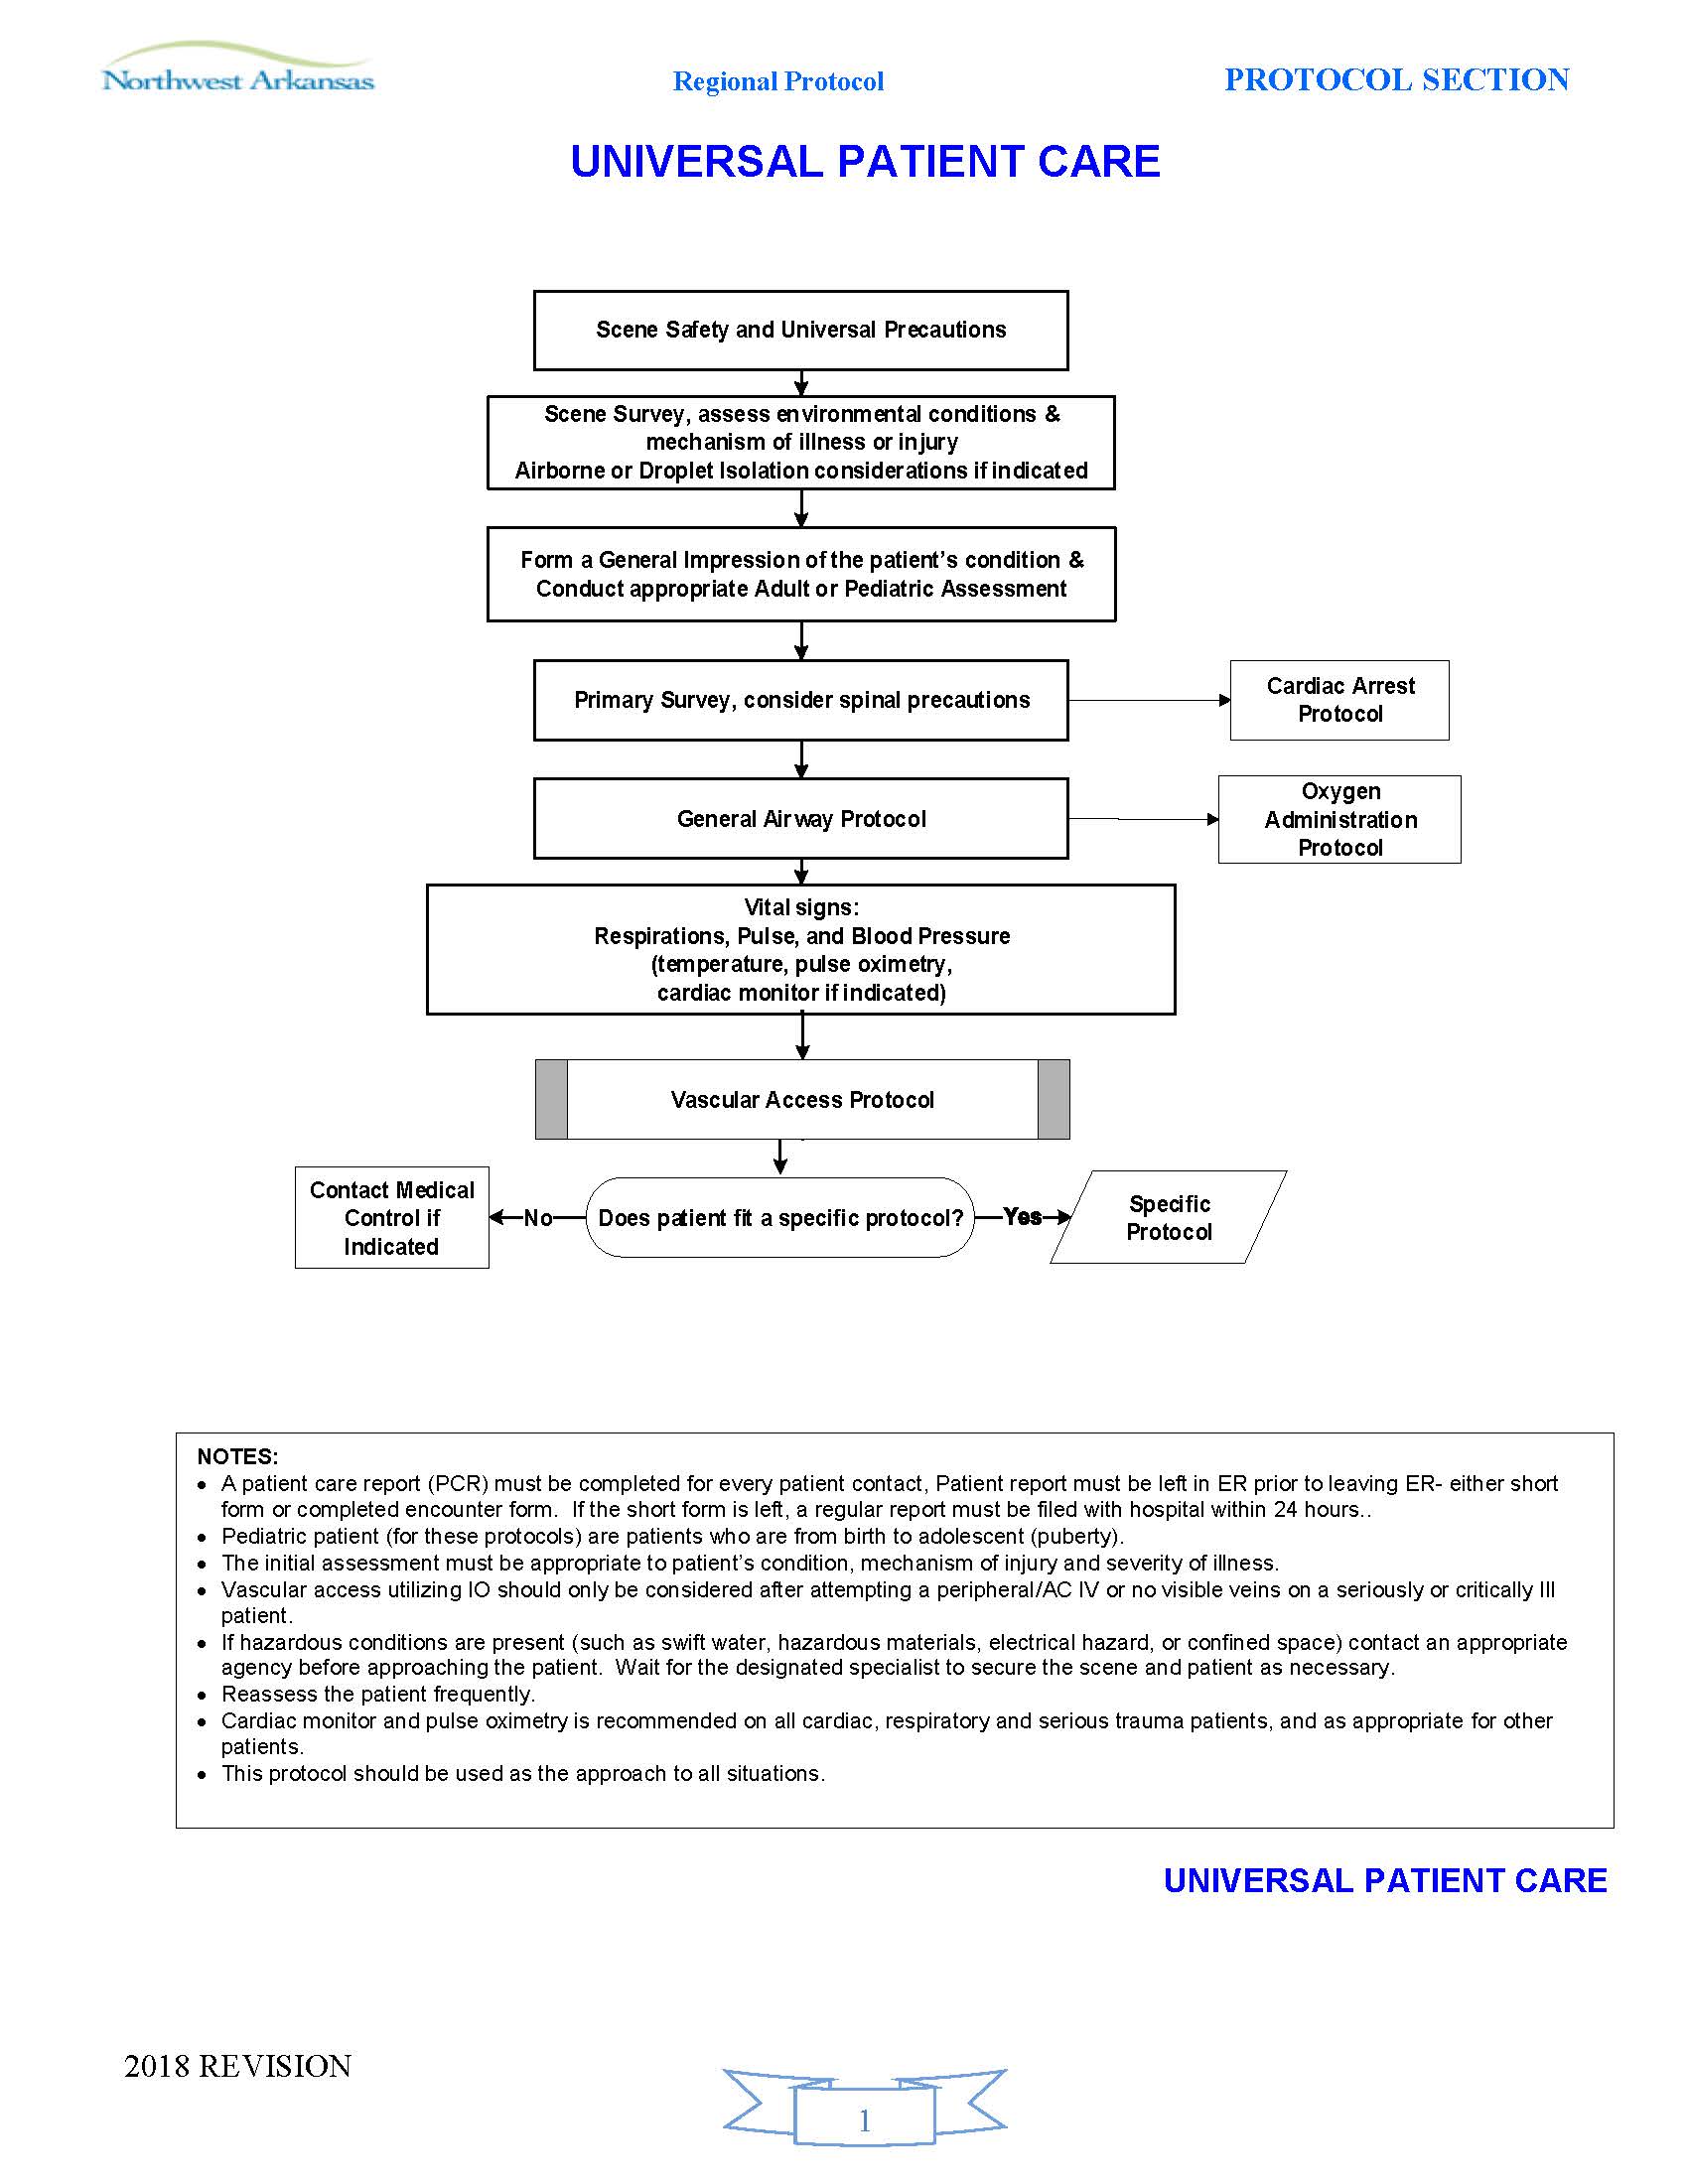 Northwest Arkansas
Regional Protocol
PROTOCOL SECTION
UNIVERSAL PATIENT CARE
Scene Safety and Universal Precautions
Scene Survey, assess environmental conditions &
mechanism of illness or injury
Airborne or Droplet Isolation considerations if indicated
Form a General Impression of the patient's condition &
Conduct appropriate Adult or Pediatric Assessment
Primary Survey, consider spinal precautions
Cardiac Arrest
Protocol
General Airway Protocol
Oxygen
Administration
Protocol
Vital signs:
Respirations, Pulse, and Blood Pressure
(temperature, pulse oximetry,
cardiac monitor if indicated)
Vascular Access Protocol
Contact Medical
Control if
Indicated
No
Does patient fit a specific protocol?
Yes
Specific
Protocol
NOTES:
• A patient care report (PCR) must be completed for every patient contact, Patient report must be left in ER prior to leaving ER- either short
form or completed encounter form.  If the short form is left, a regular report must be filed with hospital within 24 hours..
• Pediatric patient (for these protocols) are patients who are from birth to adolescent (puberty).
• The initial assessment must be appropriate to patient's condition, mechanism of injury and severity of illness.
• Vascular access utilizing IO should only be considered after attempting a peripheral/AC IV or no visible veins on a seriously or critically Ill
patient.
• If hazardous conditions are present (such as swift water, hazardous materials, electrical hazard, or confined space) contact an appropriate
agency before approaching the patient.  Wait for the designated specialist to secure the scene and patient as necessary.
• Reassess the patient frequently.
• Cardiac monitor and pulse oximetry is recommended on all cardiac, respiratory and serious trauma patients, and as appropriate for other
patients.
• This protocol should be used as the approach to all situations.
UNIVERSAL PATIENT CARE
2018 REVISION
1